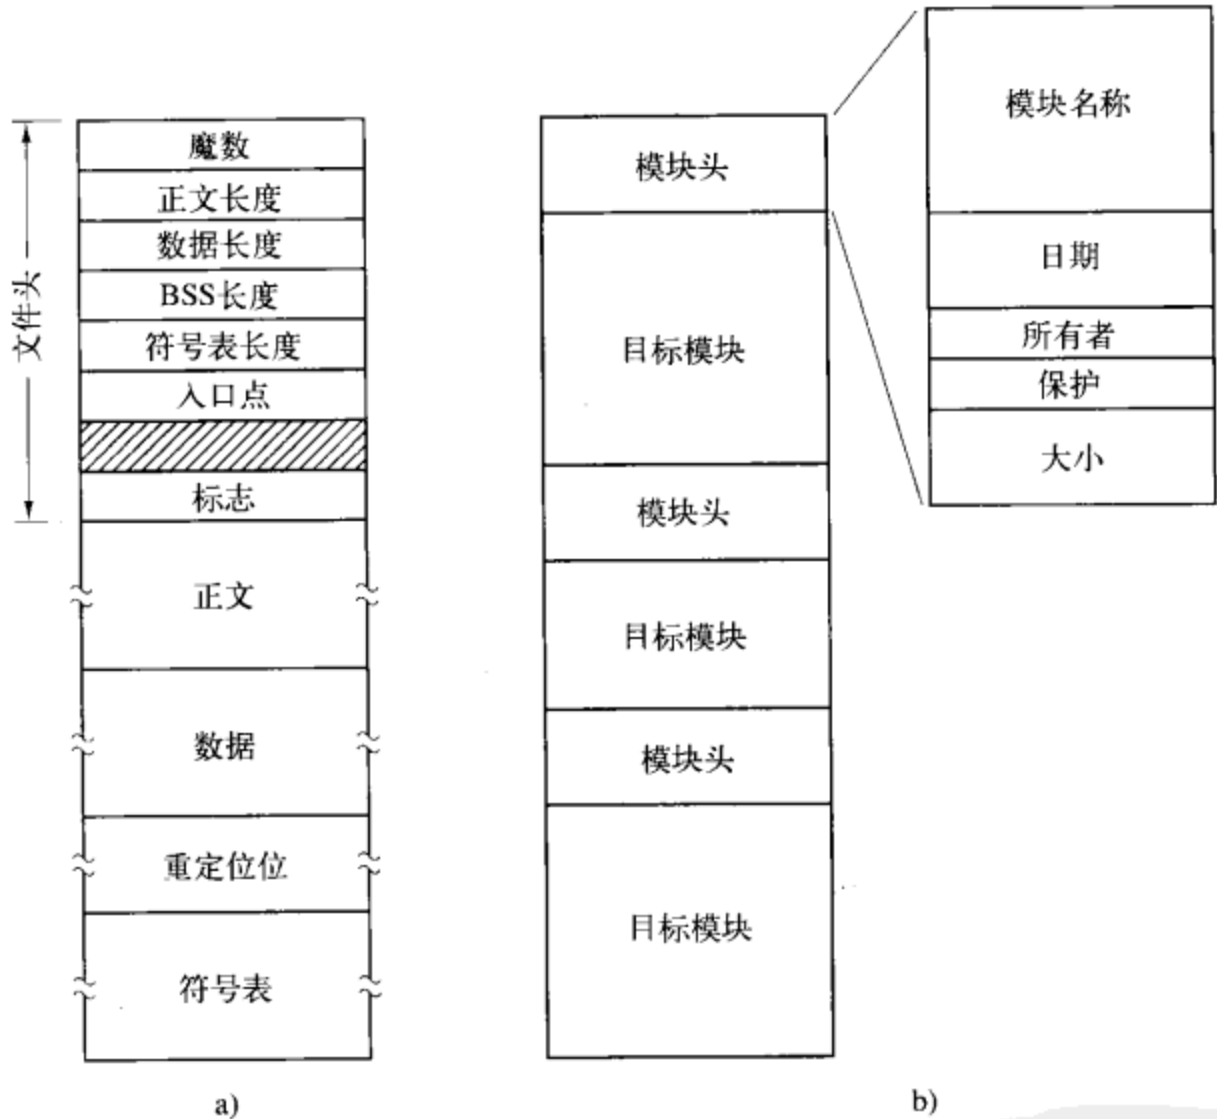 文件头
魔数
正文长度
数据长度
BSS长度
符号表长度
入口点
标志
正文
数据
重定位位
符号表
a)
模块头
目标模块
模块头
目标模块
模块头
目标模块
模块名称
日期
所有者
保护
大小
b)